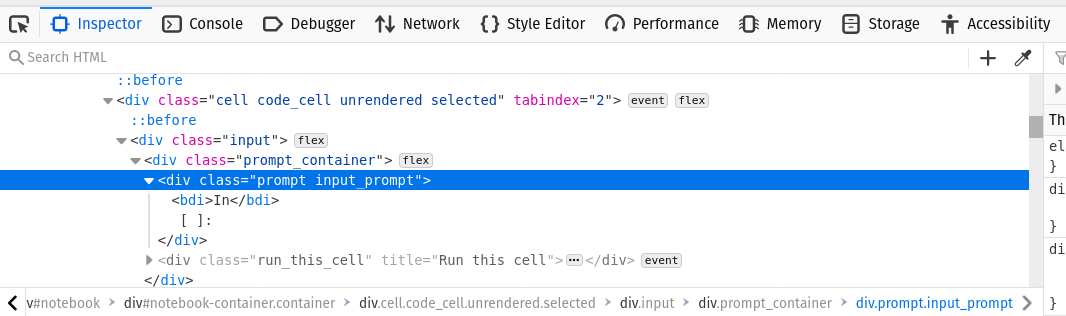 Inspector Console Debugger Network Style Editor Performance Memory Storage Accessibility
Search HTML
::before
<div class="cell code_cell unrendered selected" tabindex="2"> event flex
::before
<div class="input"> flex
<div class="prompt_container"> flex
<div class="prompt input_prompt">
<bdi>In</bdi>
[ ]:
</div>
<div class="run_this_cell" title="Run this cell">…</div> event
</div>
v#notebook > div#notebook-container.container > div.cell.code_cell.unrendered.selected > div.input > div.prompt_container > div.prompt.input_prompt >
Th
el
}
di
}
di
}